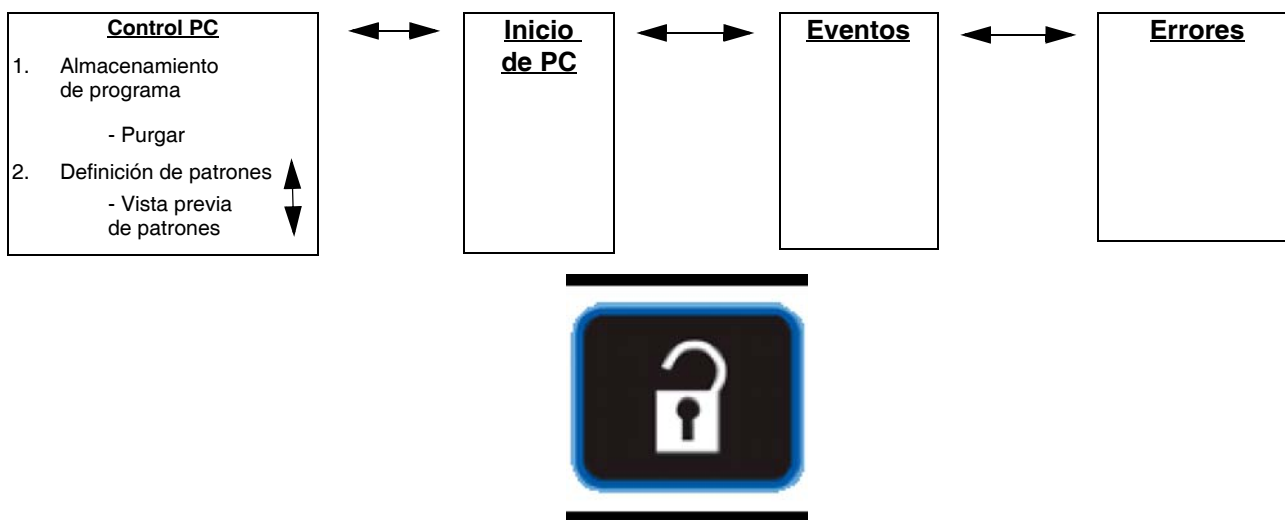 Control PC
1. Almacenamiento
de programa
- Purgar
2. Definición de patrones
- Vista previa
de patrones
Inicio
de PC
Eventos
Errores